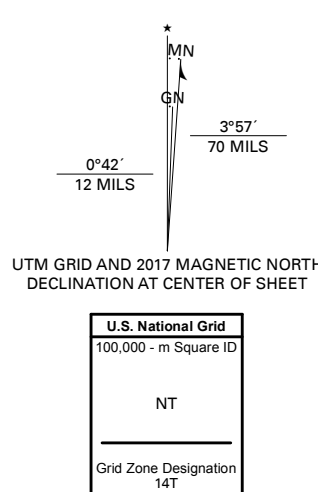 ★
MN
GN
3°57´
70 MILS
0°42´
12 MILS
UTM GRID AND 2017 MAGNETIC NORTH
DECLINATION AT CENTER OF SHEET
U.S. National Grid
100,000 - m Square ID
NT
Grid Zone Designation
14T